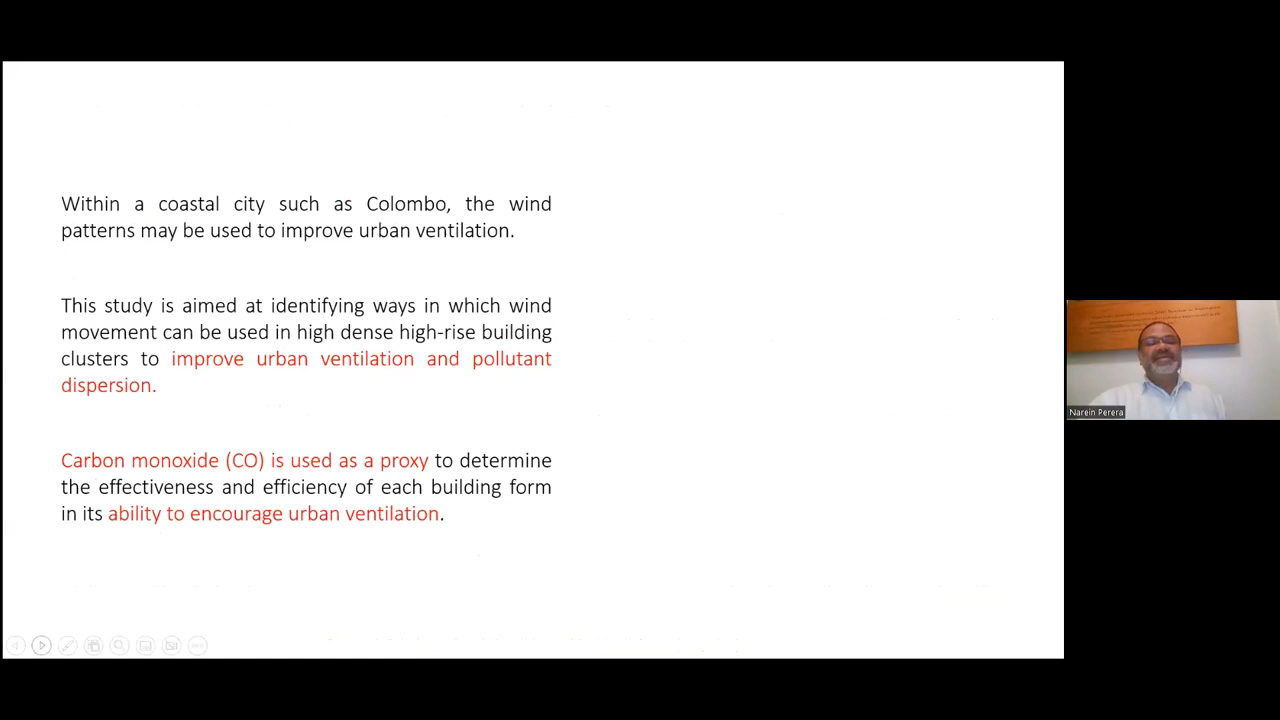 Within a coastal city such as Colombo, the wind
patterns may be used to improve urban ventilation.
This study is aimed at identifying ways in which wind
movement can be used in high dense high-rise building
clusters to improve urban ventilation and pollutant
dispersion.
Carbon monoxide (CO) is used as a proxy to determine
the effectiveness and efficiency of each building form
in its ability to encourage urban ventilation.
Narein Perera